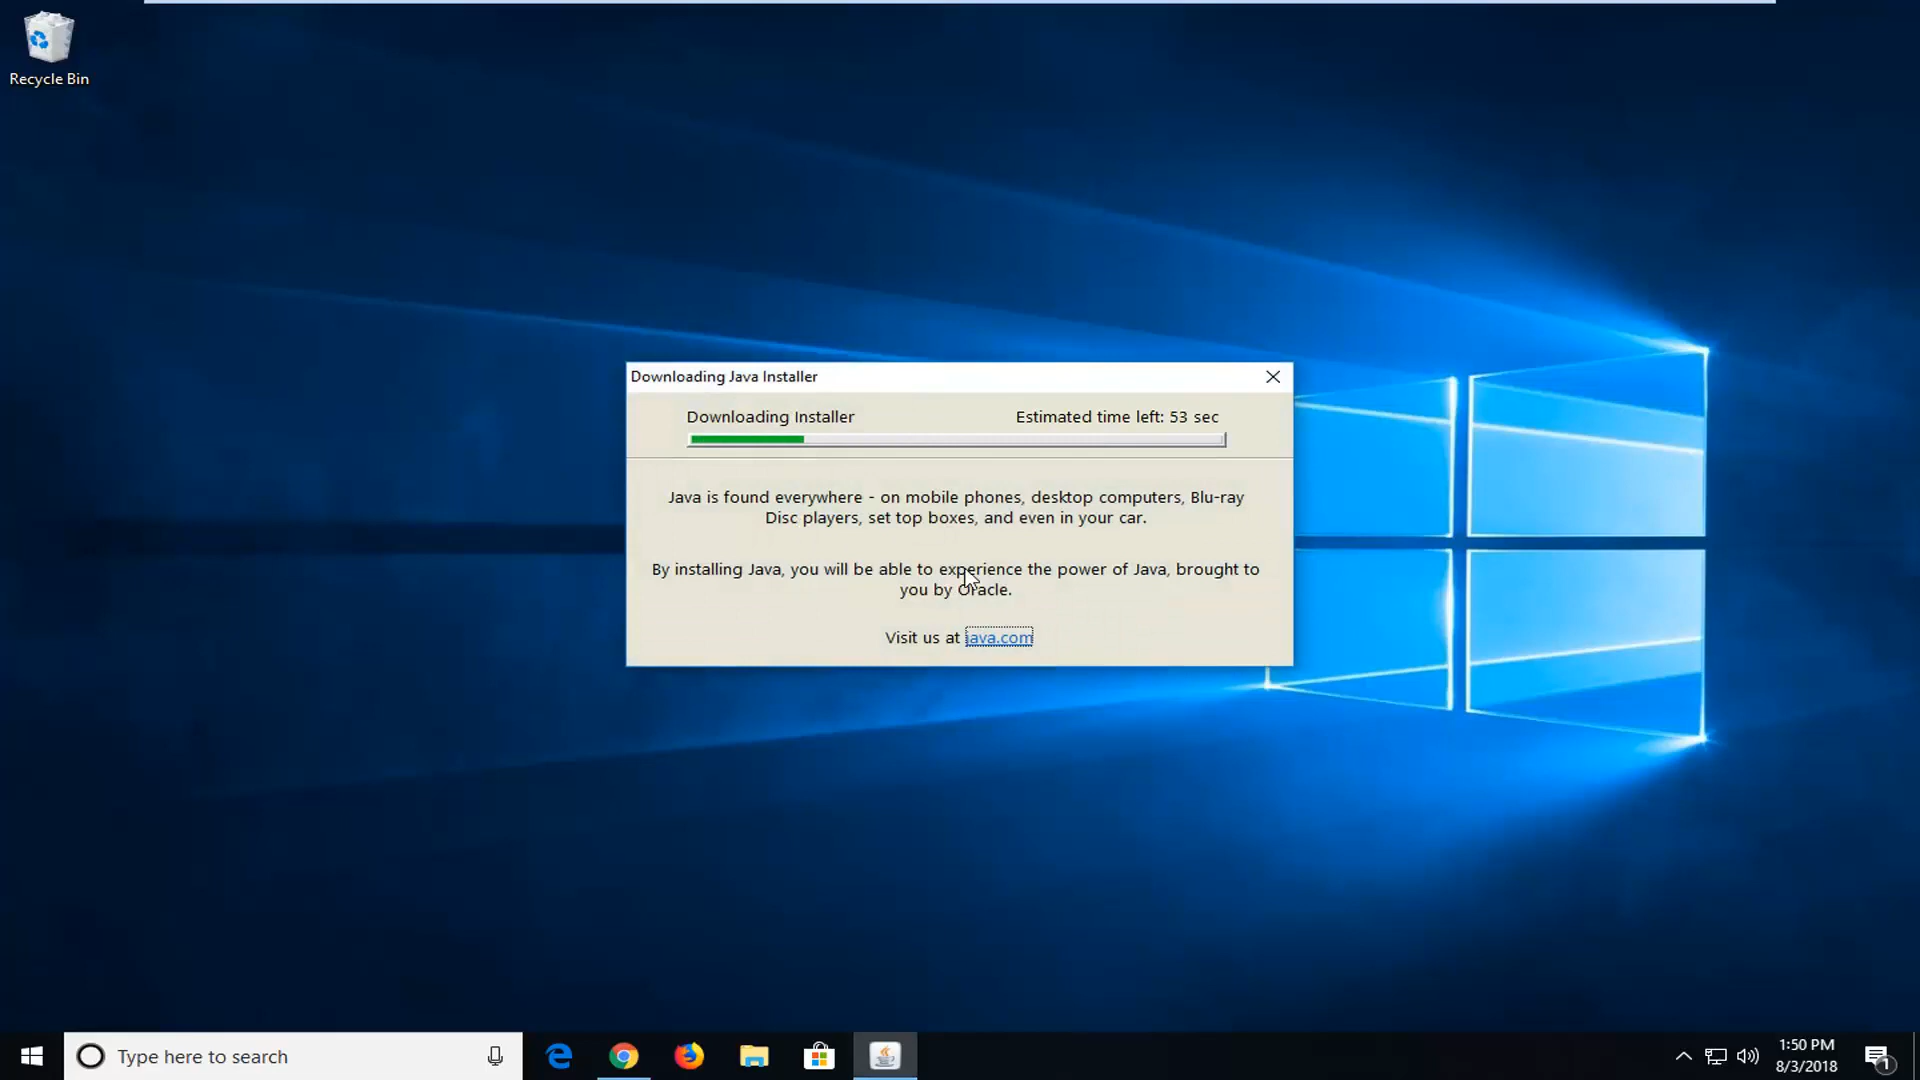 Recycle Bin
Downloading Java Installer
Downloading Installer
Estimated time left: 53 sec
Java is found everywhere - on mobile phones, desktop computers, Blu-ray
Disc players, set top boxes, and even in your car.
By installing Java, you will be able to experience the power of Java, brought to
you by Oracle.
Visit us at java.com
Type here to search
1:50 PM
8/3/2018
1